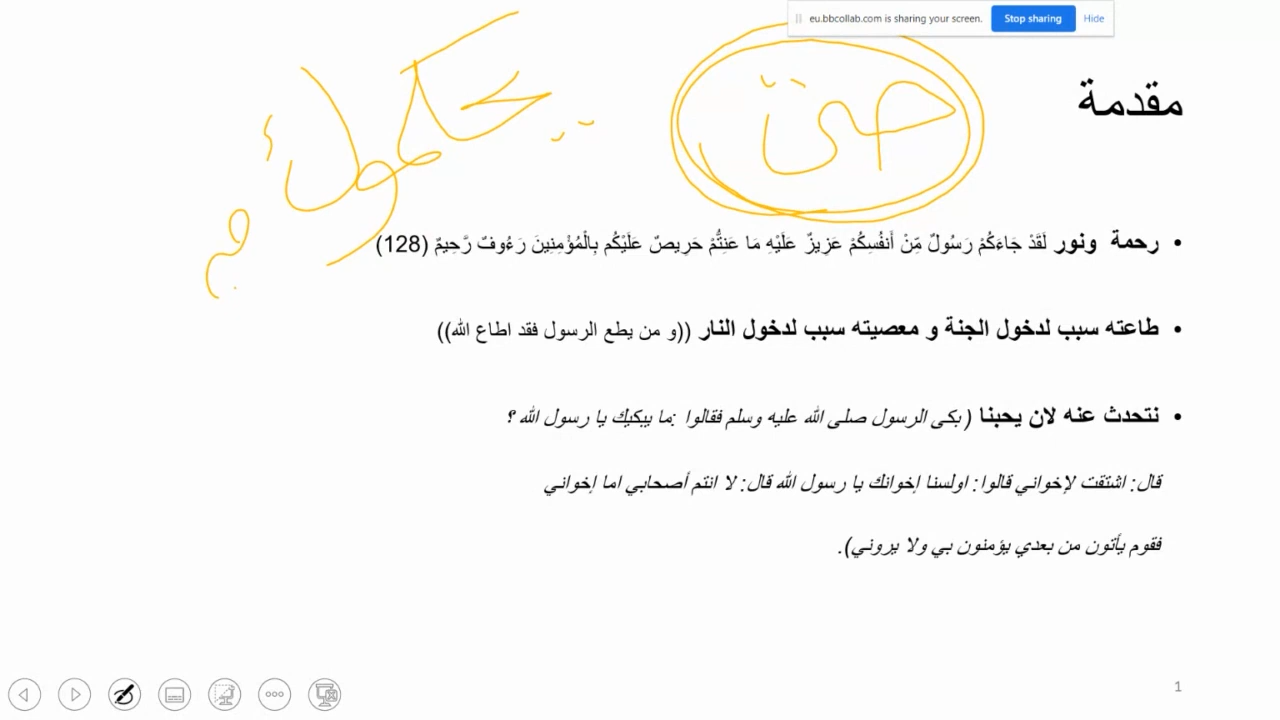 eu.bbcollab.com is sharing your screen. Stop sharing Hide
مقدمة
حتى
يحكموك
رحمة ونور لَقَدْ جَاءَكُمْ رَسُولٌ مِّنْ أَنفُسِكُمْ عَزِيزٌ عَلَيْهِ مَا عَنِتُّمْ حَرِيصٌ عَلَيْكُم بِالْمُؤْمِنِينَ رَءُوفٌ رَّحِيمٌ (128)
طاعته سبب لدخول الجنة و معصيته سبب لدخول النار ((و من يطع الرسول فقد اطاع الله))
نتحدث عنه لان يحبنا (بكى الرسول صلى الله عليه وسلم فقالوا :ما يبكيك يا رسول الله ؟
قال: اشتقت لإخواني قالوا: اولسنا إخوانك يا رسول الله قال: لا انتم أصحابي اما إخواني
فقوم يأتون من بعدي يؤمنون بي ولا يروني).
1